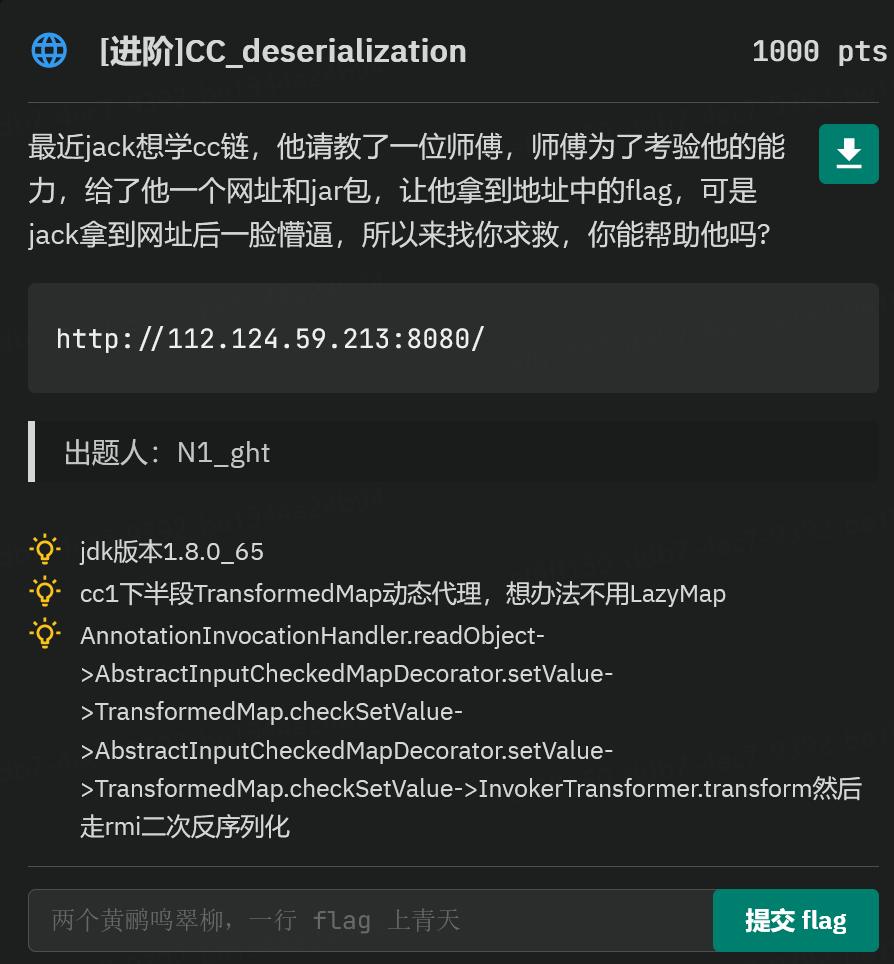 [进阶]CC_deserialization
1000 pts
最近jack想学cc链，他请教了一位师傅，师傅为了考验他的能
力，给了他一个网址和jar包，让他拿到地址中的flag，可是
jack拿到网址后一脸懵逼，所以来找你求救，你能帮助他吗?
http://112.124.59.213:8080/
出题人：N1_ght
jdk版本1.8.0_65
cc1下半段TransformedMap动态代理，想办法不用LazyMap
AnnotationInvocationHandler.readObject-
>AbstractInputCheckedMapDecorator.setValue-
>TransformedMap.checkSetValue-
>AbstractInputCheckedMapDecorator.setValue-
>TransformedMap.checkSetValue->InvokerTransformer.transform然后
走rmi二次反序列化
两个黄鹂鸣翠柳，一行 flag 上青天
提交 flag